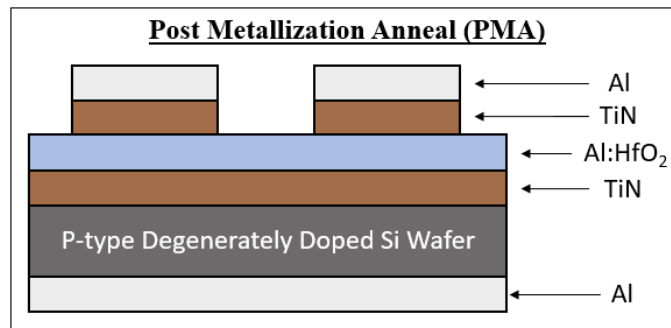 Post Metallization Anneal (PMA)
Al
TiN
Al:HfO₂
TiN
P-type Degenerately Doped Si Wafer
Al